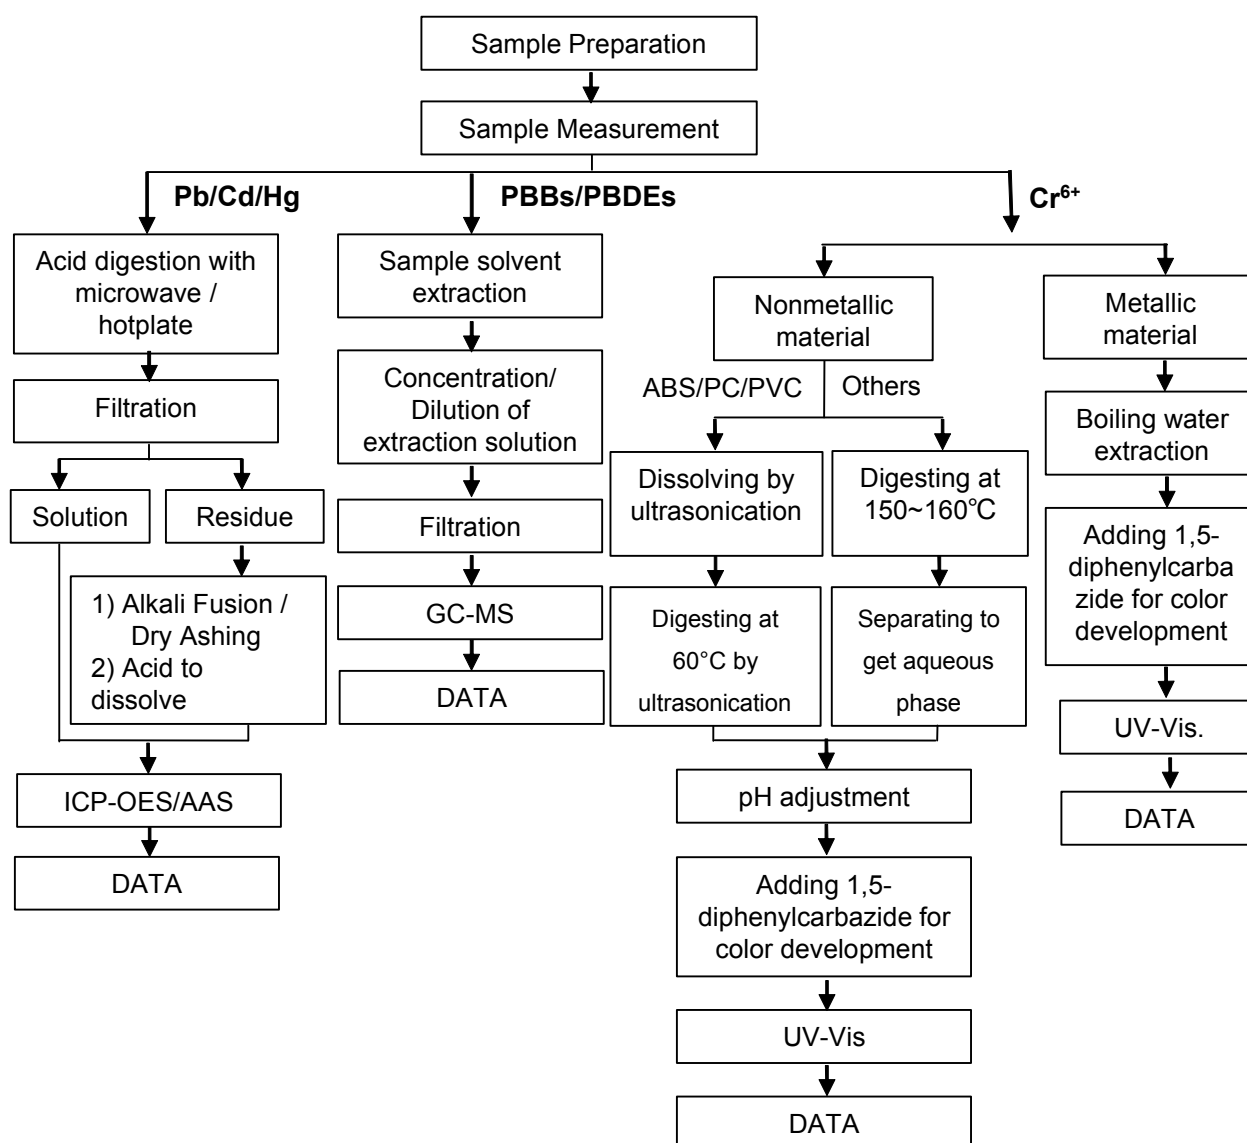 Sample Preparation
Sample Measurement
Pb/Cd/Hg
PBBs/PBDEs
Cr⁶⁺
Acid digestion with
microwave /
hotplate
Filtration
Solution
Residue
1) Alkali Fusion /
Dry Ashing
2) Acid to
dissolve
ICP-OES/AAS
DATA
Sample solvent
extraction
Concentration/
Dilution of
extraction solution
Filtration
GC-MS
DATA
Nonmetallic
material
ABS/PC/PVC
Others
Dissolving by
ultrasonication
Digesting at
60°C by
ultrasonication
Digesting at
150~160℃
Separating to
get aqueous
phase
pH adjustment
Adding 1,5-
diphenylcarbazide for
color development
UV-Vis
DATA
Metallic
material
Boiling water
extraction
Adding 1,5-
diphenylcarba
zide for color
development
UV-Vis.
DATA